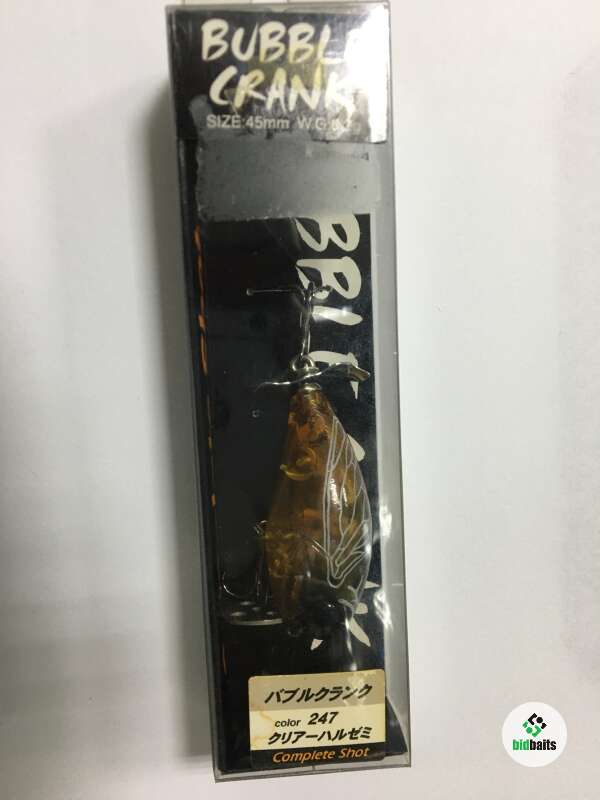 BUBBLE
CRANK
SIZE:45mm
バブルクランク
color 247
クリアーハルゼミ
Complete Shot
bidbaits